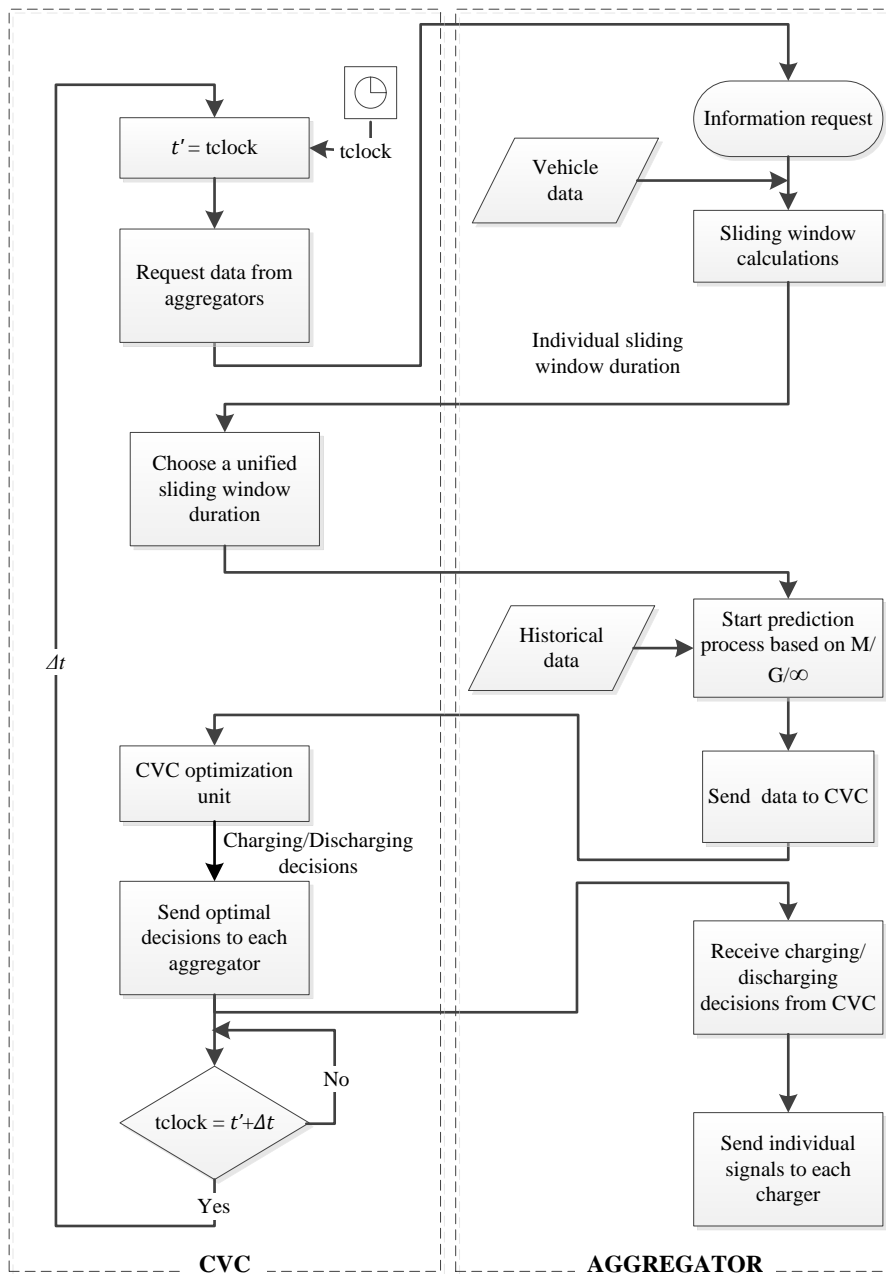 t' = tclock
tclock
Request data from
aggregators
Information request
Vehicle
data
Sliding window
calculations
Individual sliding
window duration
Choose a unified
sliding window
duration
Historical
data
Start prediction
process based on M/
G/∞
Δt
Send data to CVC
CVC optimization
unit
Charging/Discharging
decisions
Send optimal
decisions to each
aggregator
Receive charging/
discharging
decisions from CVC
No
tclock = t'+Δt
Yes
Send individual
signals to each
charger
CVC
AGGREGATOR